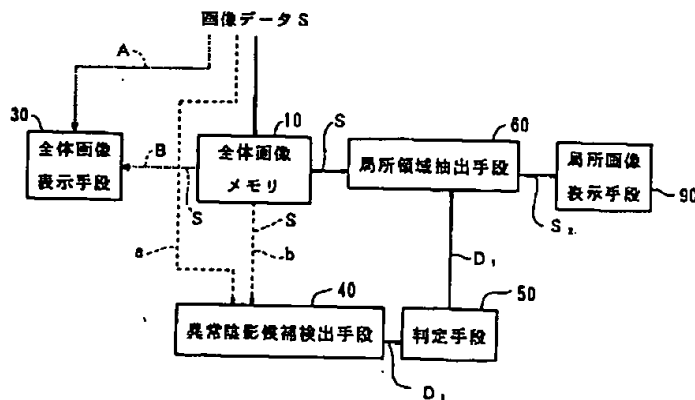 画像データS
A
30
全体画像
表示手段
B
S
10
全体画像
メモリ
S
60
局所領域抽出手段
局所画像
表示手段
90
S₂
a
S
b
D₁
40
異常陰影候補検出手段
50
判定手段
D₁